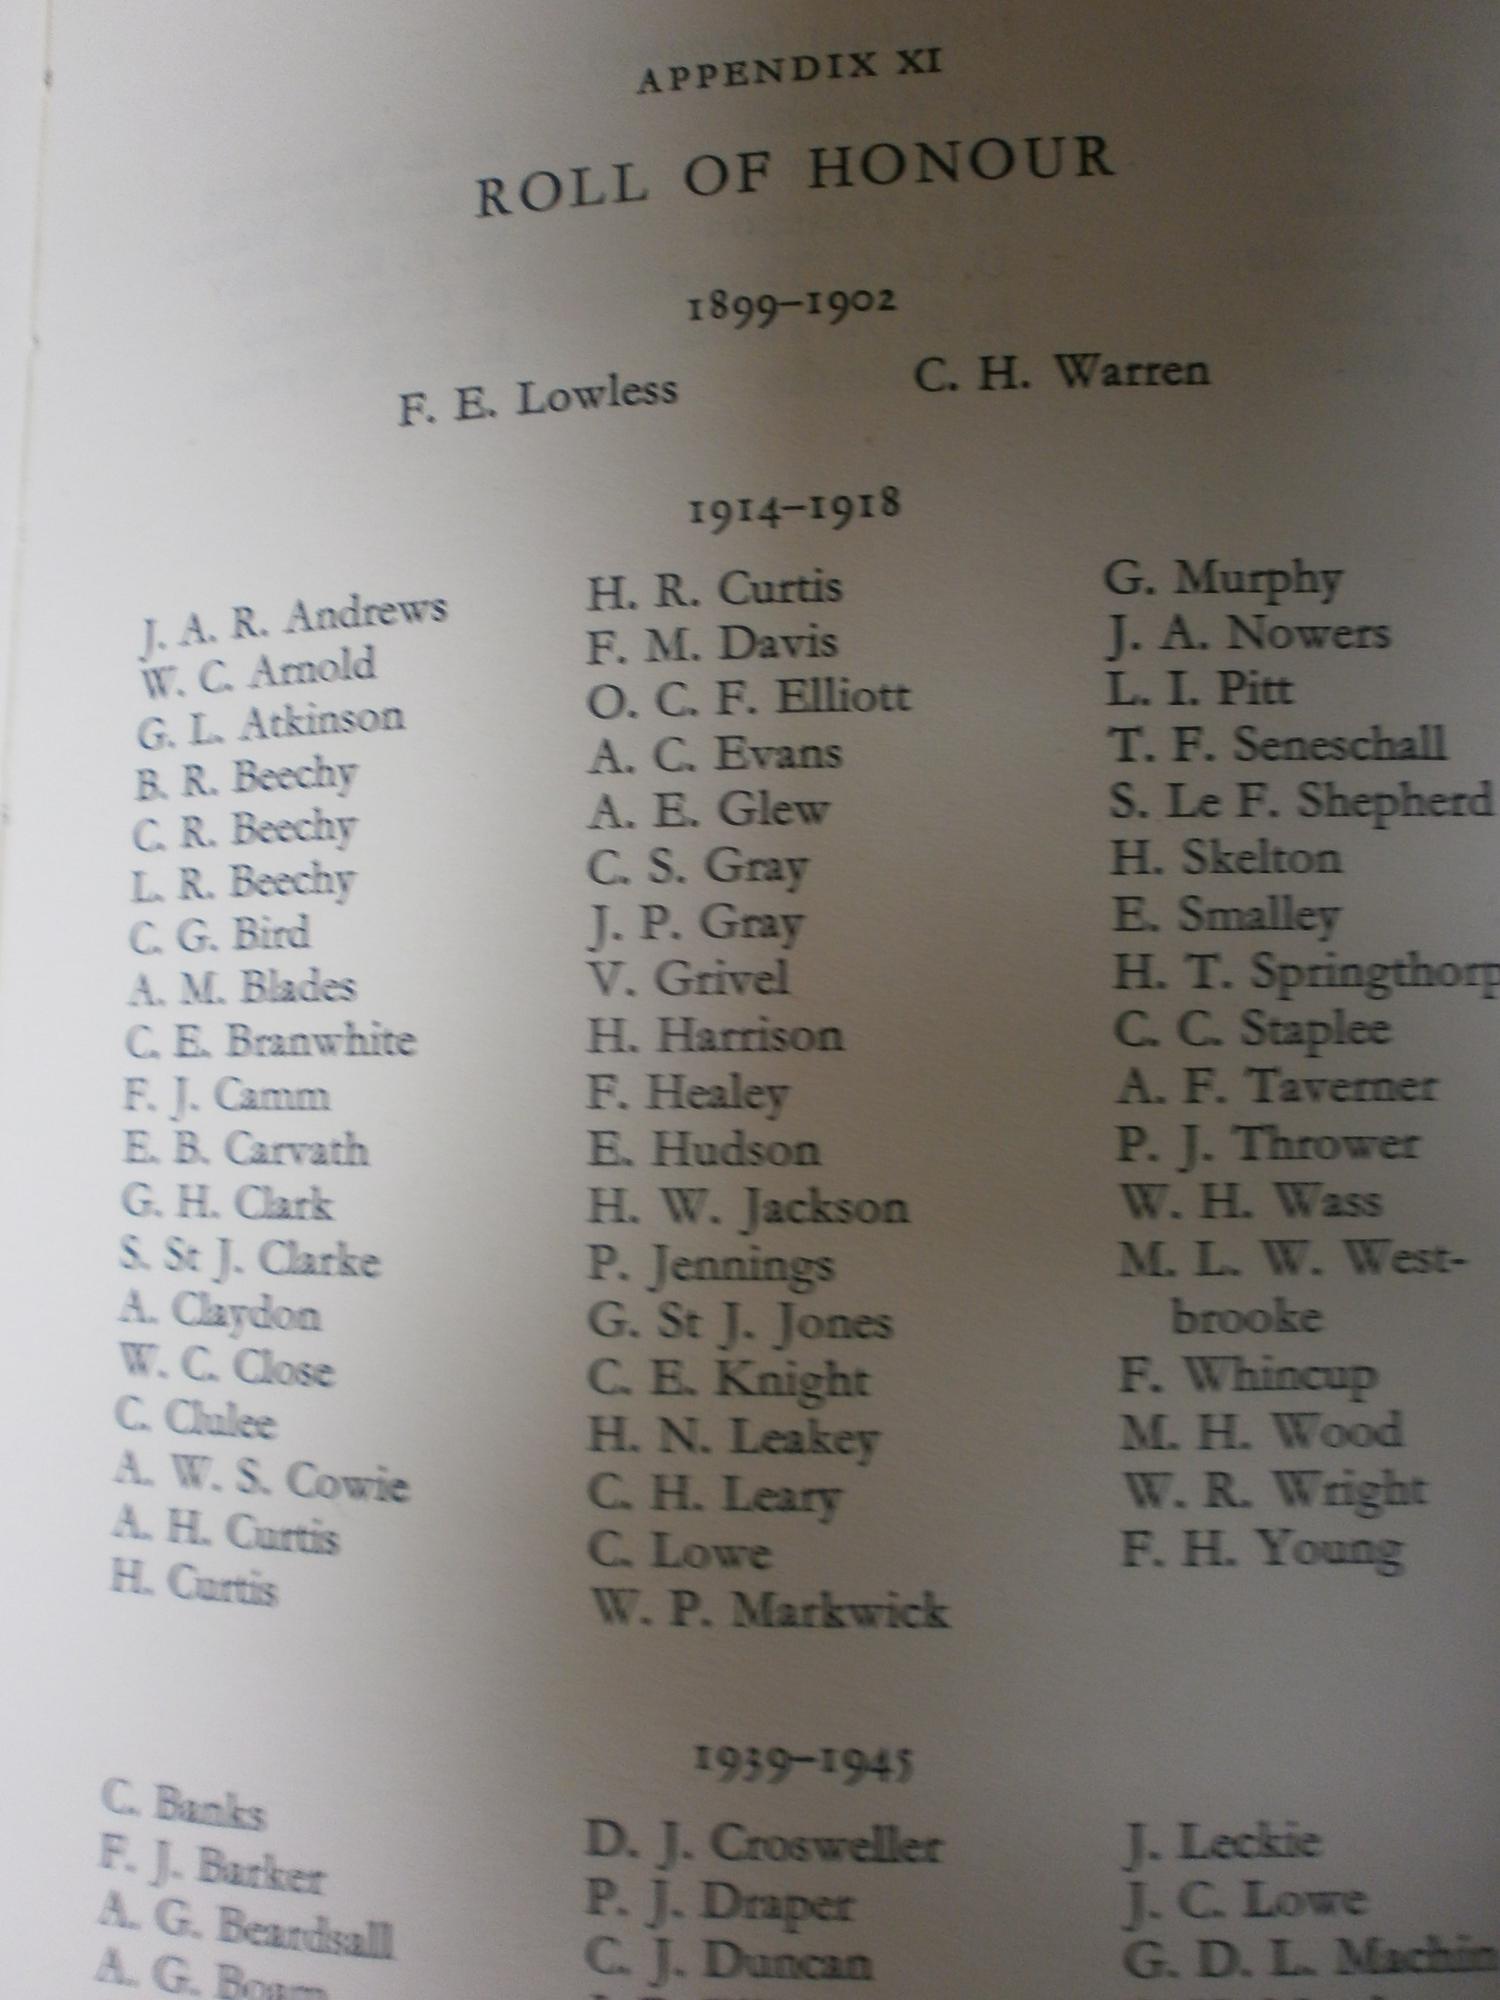 APPENDIX XI
ROLL OF HONOUR
1899–1902
F. E. Lowless
C. H. Warren
1914–1918
J. A. R. Andrews
W. C. Arnold
G. L. Atkinson
B. R. Beechy
C. R. Beechy
L. R. Beechy
C. G. Bird
A. M. Blades
C. E. Branwhite
F. J. Camm
E. B. Carvath
G. H. Clark
S. St J. Clarke
A. Claydon
W. C. Close
C. Clulee
A. W. S. Cowie
A. H. Curtis
H. Curtis
H. R. Curtis
F. M. Davis
O. C. F. Elliott
A. C. Evans
A. E. Glew
C. S. Gray
J. P. Gray
V. Grivel
H. Harrison
F. Healey
E. Hudson
H. W. Jackson
P. Jennings
G. St J. Jones
C. E. Knight
H. N. Leakey
C. H. Leary
C. Lowe
W. P. Markwick
G. Murphy
J. A. Nowers
L. I. Pitt
T. F. Seneschall
S. Le F. Shepherd
H. Skelton
E. Smalley
H. T. Springthorp
C. C. Staplee
A. F. Taverner
P. J. Thrower
W. H. Wass
M. L. W. West-
brooke
F. Whincup
M. H. Wood
W. R. Wright
F. H. Young
1939–1945
C. Banks
F. J. Barker
A. G. Beardsall
A. G. Boam
D. J. Crosweller
P. J. Draper
C. J. Duncan
J. Leckie
J. C. Lowe
G. D. L. Machin